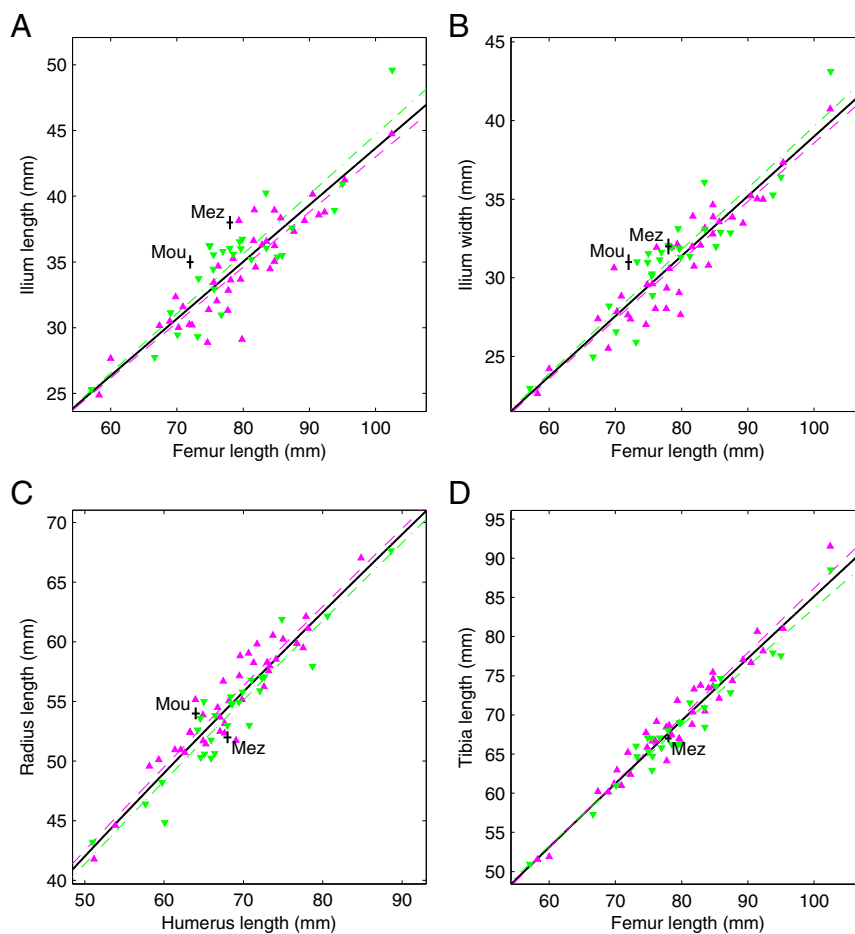 A
B
50
45
40
35
30
25
Ilium length (mm)
Mez
Mou
60 70 80 90 100
Femur length (mm)
45
40
35
30
25
Ilium width (mm)
Mez
Mou
60 70 80 90 100
Femur length (mm)
C
D
70
65
60
55
50
45
40
Radius length (mm)
Mou
Mez
50 60 70 80 90
Humerus length (mm)
95
90
85
80
75
70
65
60
55
50
Tibia length (mm)
Mez
60 70 80 90 100
Femur length (mm)